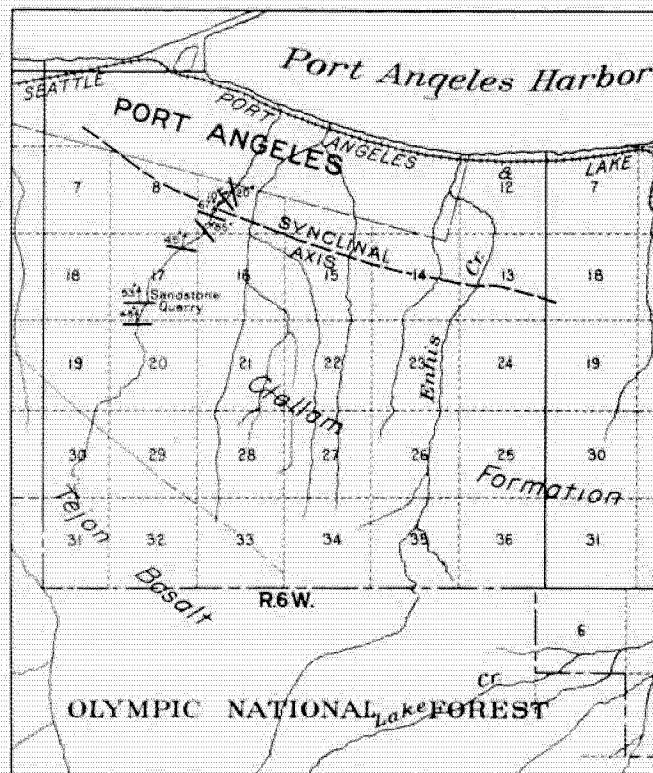 Port Angeles Harbor
SEATTLE
PORT
ANGELES
LAKE
PORT ANGELES
a
7
8
12
7
SYNCLINAL
AXIS
Cr.
18
17
16
15
14
13
18
Sandstone
Quarry
19
20
21
22
23
24
19
Clallam
Ennis
30
29
28
27
26
25
30
Tejon
Formation
31
32
33
34
35
36
31
Basalt
R.6W.
6
Cr.
OLYMPIC NATIONAL FOREST
Lake